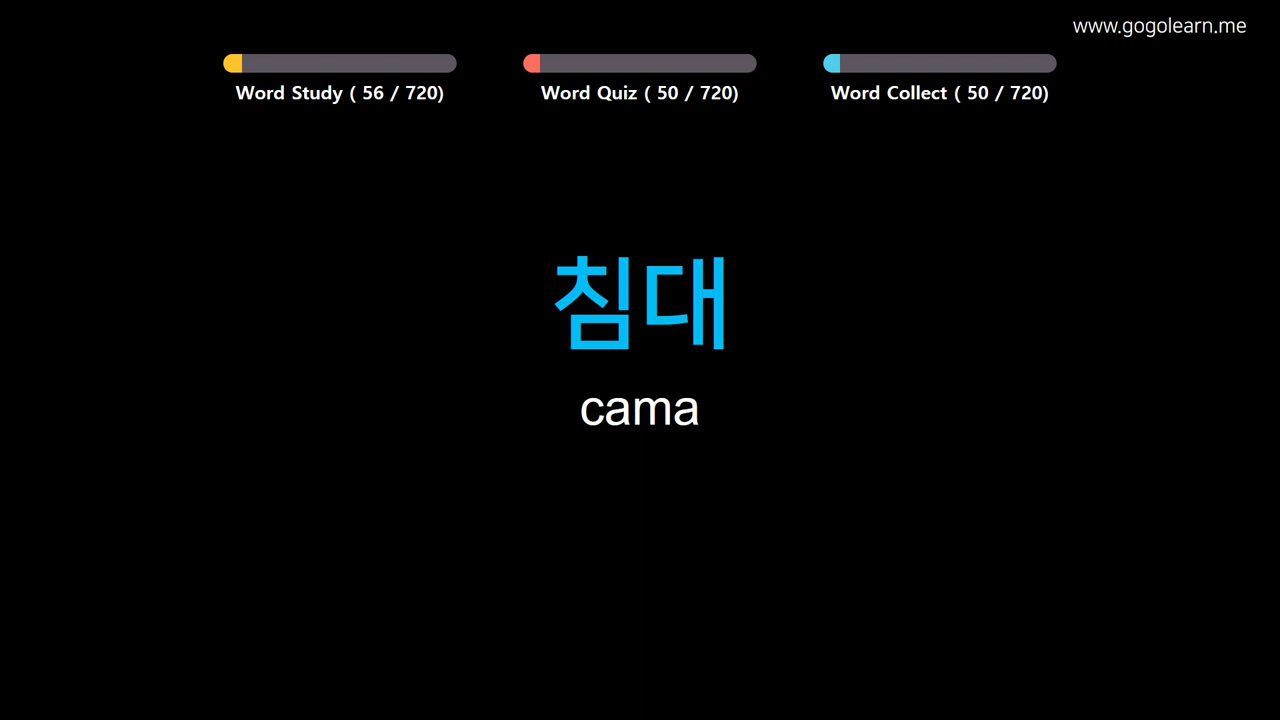 www.gogolearn.me
Word Study ( 56 / 720)
Word Quiz ( 50 / 720)
Word Collect ( 50 / 720)
침대
cama